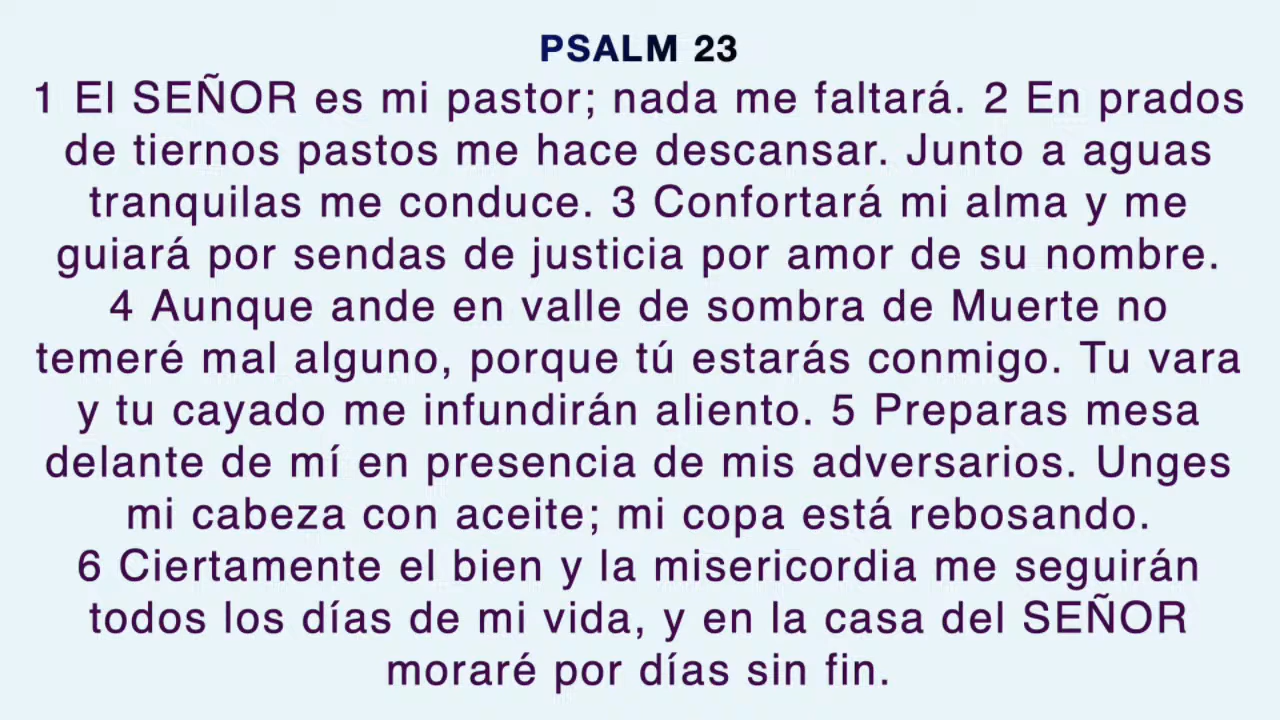 PSALM 23
1 El SEÑOR es mi pastor; nada me faltará. 2 En prados
de tiernos pastos me hace descansar. Junto a aguas
tranquilas me conduce. 3 Confortará mi alma y me
guiará por sendas de justicia por amor de su nombre.
4 Aunque ande en valle de sombra de Muerte no
temeré mal alguno, porque tú estarás conmigo. Tu vara
y tu cayado me infundirán aliento. 5 Preparas mesa
delante de mí en presencia de mis adversarios. Unges
mi cabeza con aceite; mi copa está rebosando.
6 Ciertamente el bien y la misericordia me seguirán
todos los días de mi vida, y en la casa del SEÑOR
moraré por días sin fin.